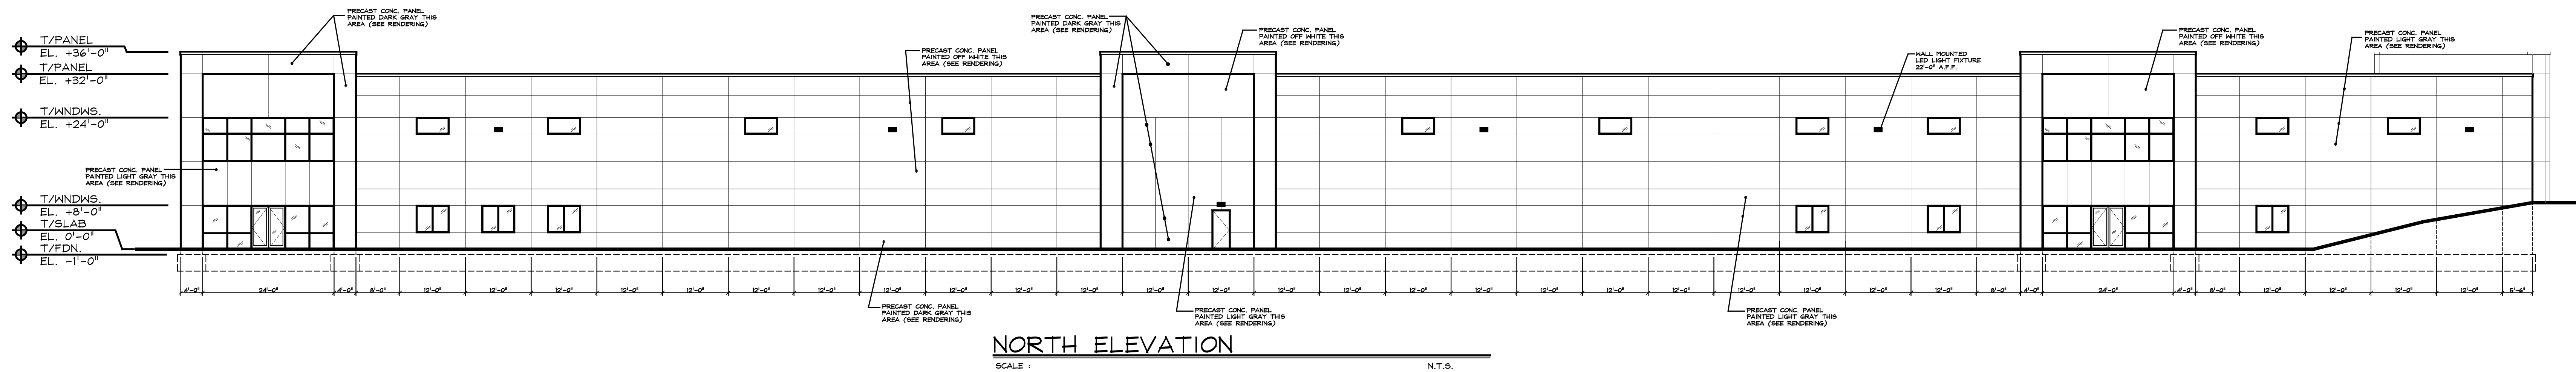 PRECAST CONC. PANEL
PAINTED DARK GRAY THIS
AREA (SEE RENDERING)
PRECAST CONC. PANEL
PAINTED DARK GRAY THIS
AREA (SEE RENDERING)
PRECAST CONC. PANEL
PAINTED OFF WHITE THIS
AREA (SEE RENDERING)
PRECAST CONC. PANEL
PAINTED OFF WHITE THIS
AREA (SEE RENDERING)
PRECAST CONC. PANEL
PAINTED LIGHT GRAY THIS
AREA (SEE RENDERING)
PRECAST CONC. PANEL
PAINTED OFF WHITE THIS
AREA (SEE RENDERING)
WALL MOUNTED
LED LIGHT FIXTURE
22'-0" A.F.F.
T/PANEL
EL. +36'-0"
T/PANEL
EL. +32'-0"
T/WNDWS.
EL. +24'-0"
PRECAST CONC. PANEL
PAINTED LIGHT GRAY THIS
AREA (SEE RENDERING)
T/WNDWS.
EL. +8'-0"
T/SLAB
EL. 0'-0"
T/FDN.
EL. -1'-0"
4'-0" 24'-0" 4'-0" 8'-0" 12'-0" 12'-0" 12'-0" 12'-0" 12'-0" 12'-0" 12'-0" 12'-0" 12'-0" 12'-0" 12'-0" 12'-0" 12'-0" 12'-0" 12'-0" 12'-0" 12'-0" 12'-0" 12'-0" 12'-0" 12'-0" 12'-0" 12'-0" 12'-0" 8'-0" 4'-0" 24'-0" 4'-0" 8'-0" 12'-0" 12'-0" 12'-0" 12'-0" 5'-6"
PRECAST CONC. PANEL
PAINTED DARK GRAY THIS
AREA (SEE RENDERING)
PRECAST CONC. PANEL
PAINTED LIGHT GRAY THIS
AREA (SEE RENDERING)
PRECAST CONC. PANEL
PAINTED LIGHT GRAY THIS
AREA (SEE RENDERING)
NORTH ELEVATION
SCALE : N.T.S.